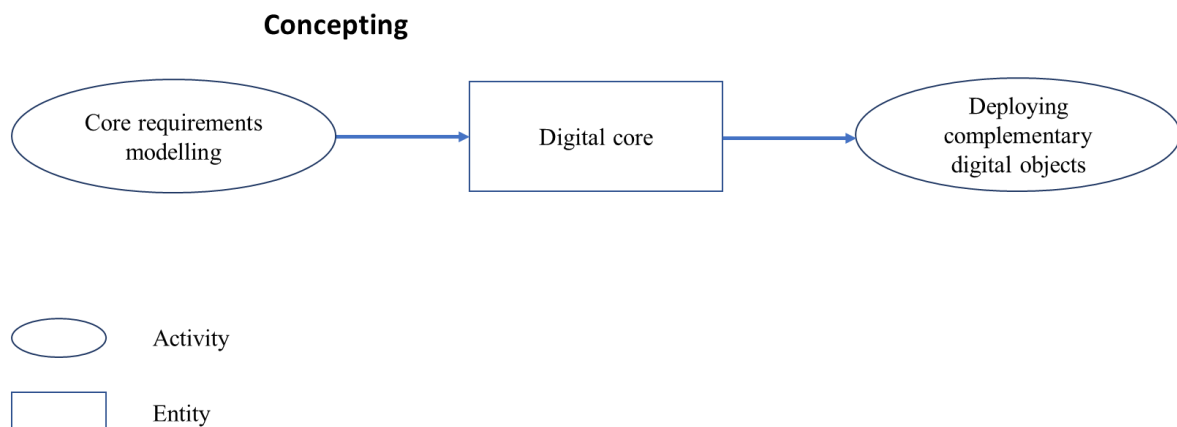 Concepting
Core requirements
modelling
Digital core
Deploying
complementary
digital objects
Activity
Entity